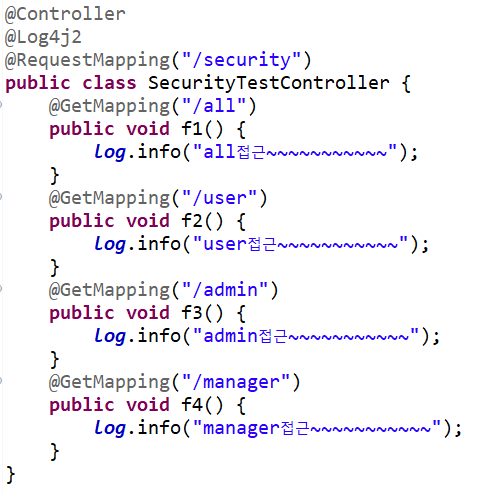 @Controller
@Log4j2
@RequestMapping("/security")
public class SecurityTestController {
    @GetMapping("/all")
    public void f1() {
        log.info("all접근~~~~~~~~~~~");
    }
    @GetMapping("/user")
    public void f2() {
        log.info("user접근~~~~~~~~~~~");
    }
    @GetMapping("/admin")
    public void f3() {
        log.info("admin접근~~~~~~~~~~~");
    }
    @GetMapping("/manager")
    public void f4() {
        log.info("manager접근~~~~~~~~~~~");
    }
}